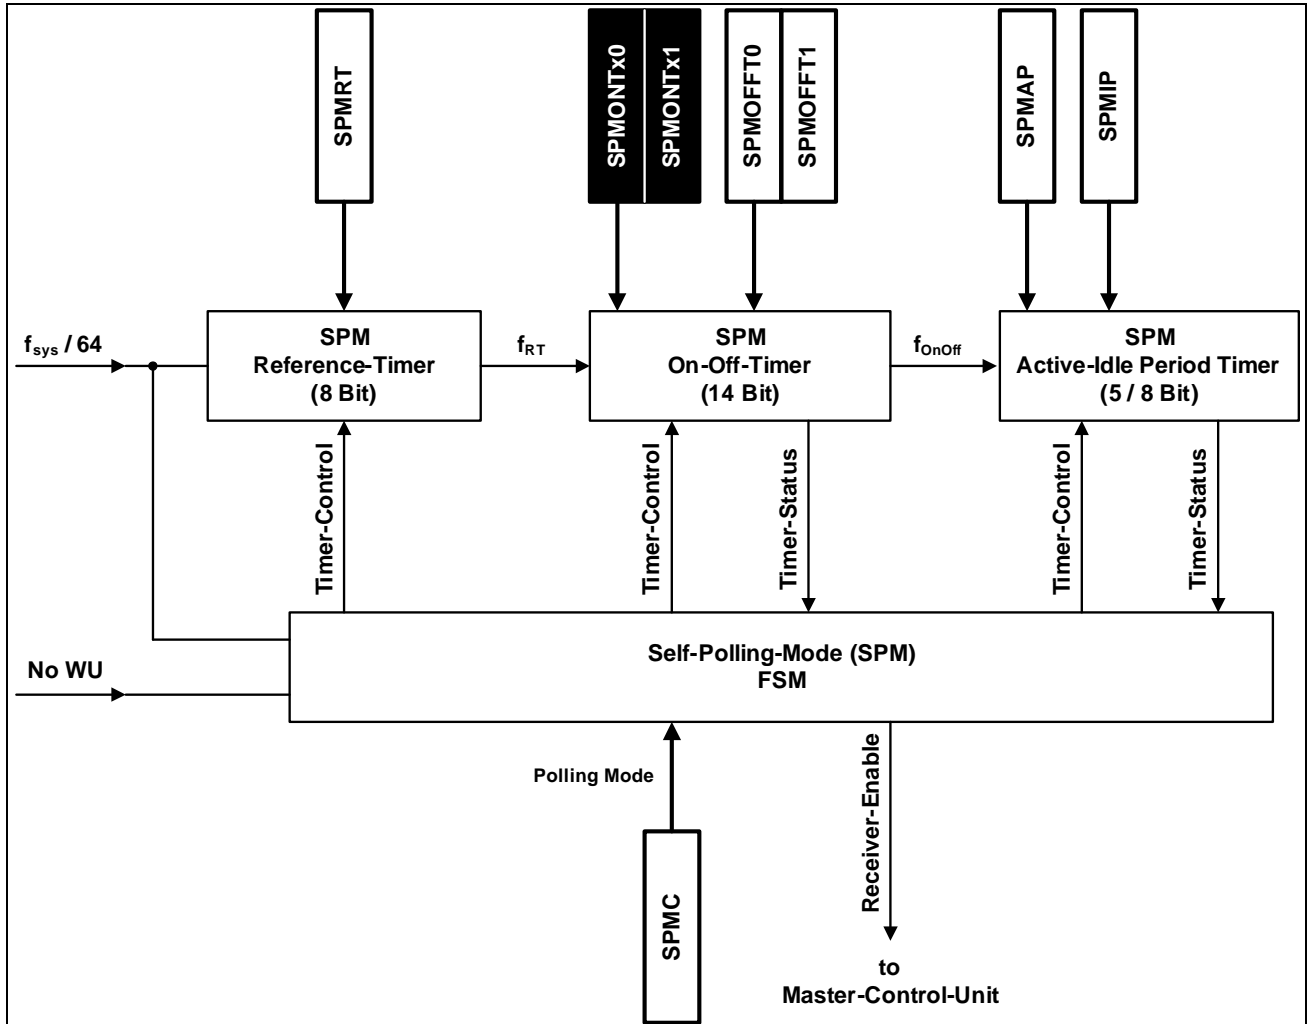 SPMRT
SPMONTx0
SPMONTx1
SPMOFFT0
SPMOFFT1
SPMAP
SPMIP
fsys / 64
SPM
Reference-Timer
(8 Bit)
fRT
SPM
On-Off-Timer
(14 Bit)
fOnOff
SPM
Active-Idle Period Timer
(5 / 8 Bit)
Timer-Control
Timer-Control
Timer-Status
Timer-Control
Timer-Status
No WU
Self-Polling-Mode (SPM)
FSM
Polling Mode
Receiver-Enable
SPMC
to
Master-Control-Unit